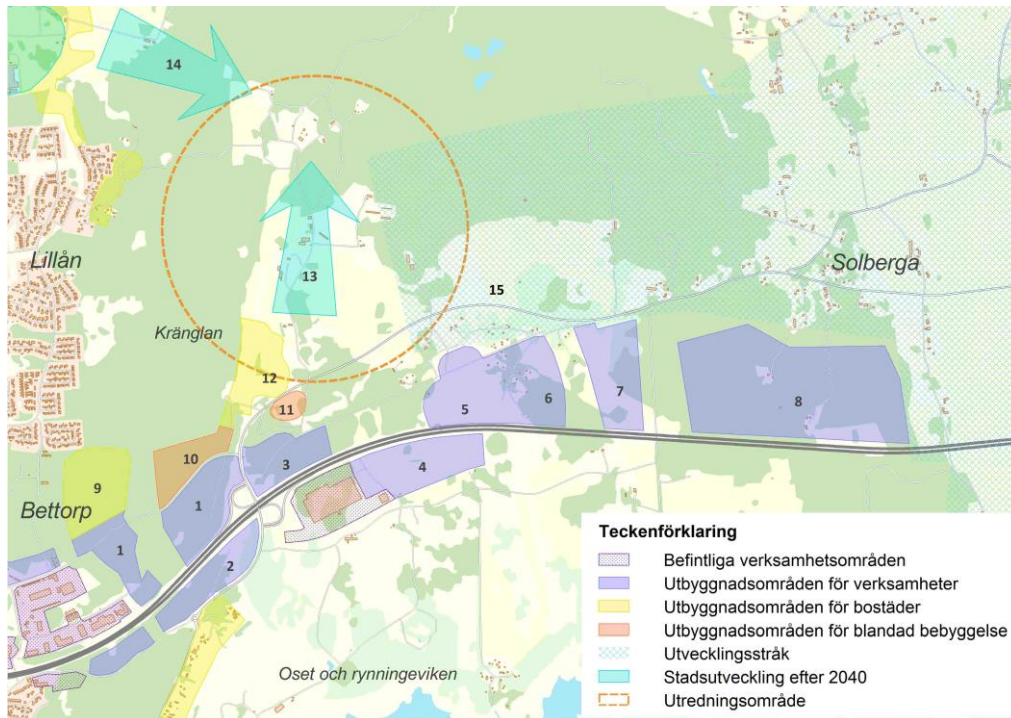 14
Lillån
13
15
Solberga
Kränglan
12
11
5
6
7
8
10
3
4
9
Bettorp
1
1
2
Oset och rynningeviken
Teckenförklaring
Befintliga verksamhetsområden
Utbyggnadsområden för verksamheter
Utbyggnadsområden för bostäder
Utbyggnadsområden för blandad bebyggelse
Utvecklingsstråk
Stadsutveckling efter 2040
Utredningsområde